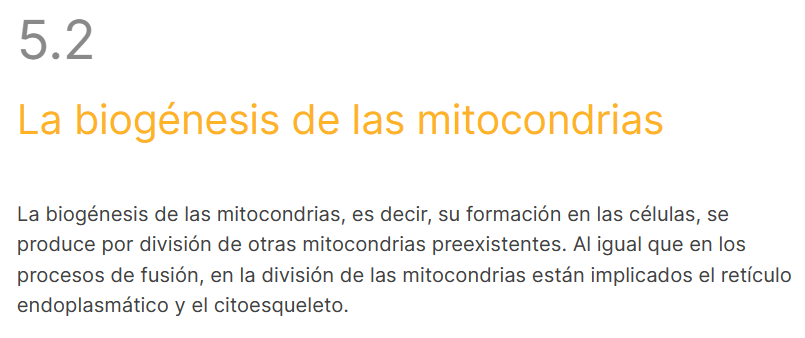 5.2
La biogénesis de las mitocondrias
La biogénesis de las mitocondrias, es decir, su formación en las células, se
produce por división de otras mitocondrias preexistentes. Al igual que en los
procesos de fusión, en la división de las mitocondrias están implicados el retículo
endoplasmático y el citoesqueleto.